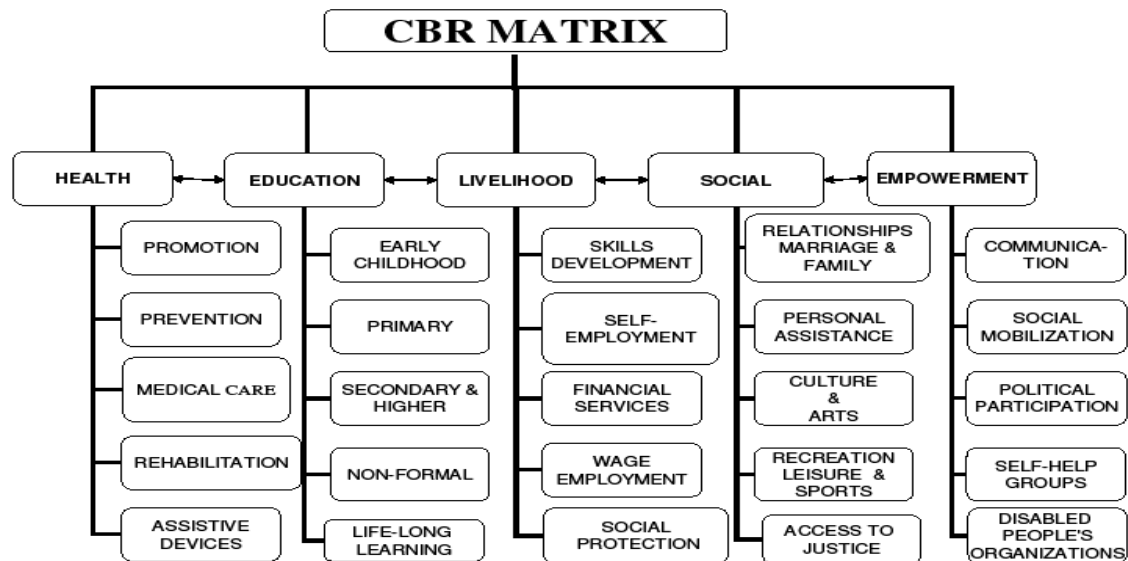 CBR MATRIX
HEALTH
EDUCATION
LIVELIHOOD
SOCIAL
EMPOWERMENT
PROMOTION
PREVENTION
MEDICAL CARE
REHABILITATION
ASSISTIVE
DEVICES
EARLY
CHILDHOOD
PRIMARY
SECONDARY &
HIGHER
NON-FORMAL
LIFE-LONG
LEARNING
SKILLS
DEVELOPMENT
SELF-
EMPLOYMENT
FINANCIAL
SERVICES
WAGE
EMPLOYMENT
SOCIAL
PROTECTION
RELATIONSHIPS
MARRIAGE &
FAMILY
PERSONAL
ASSISTANCE
CULTURE
&
ARTS
RECREATION
LEISURE &
SPORTS
ACCESS TO
JUSTICE
COMMUNICA-
TION
SOCIAL
MOBILIZATION
POLITICAL
PARTICIPATION
SELF-HELP
GROUPS
DISABLED
PEOPLE'S
ORGANIZATIONS